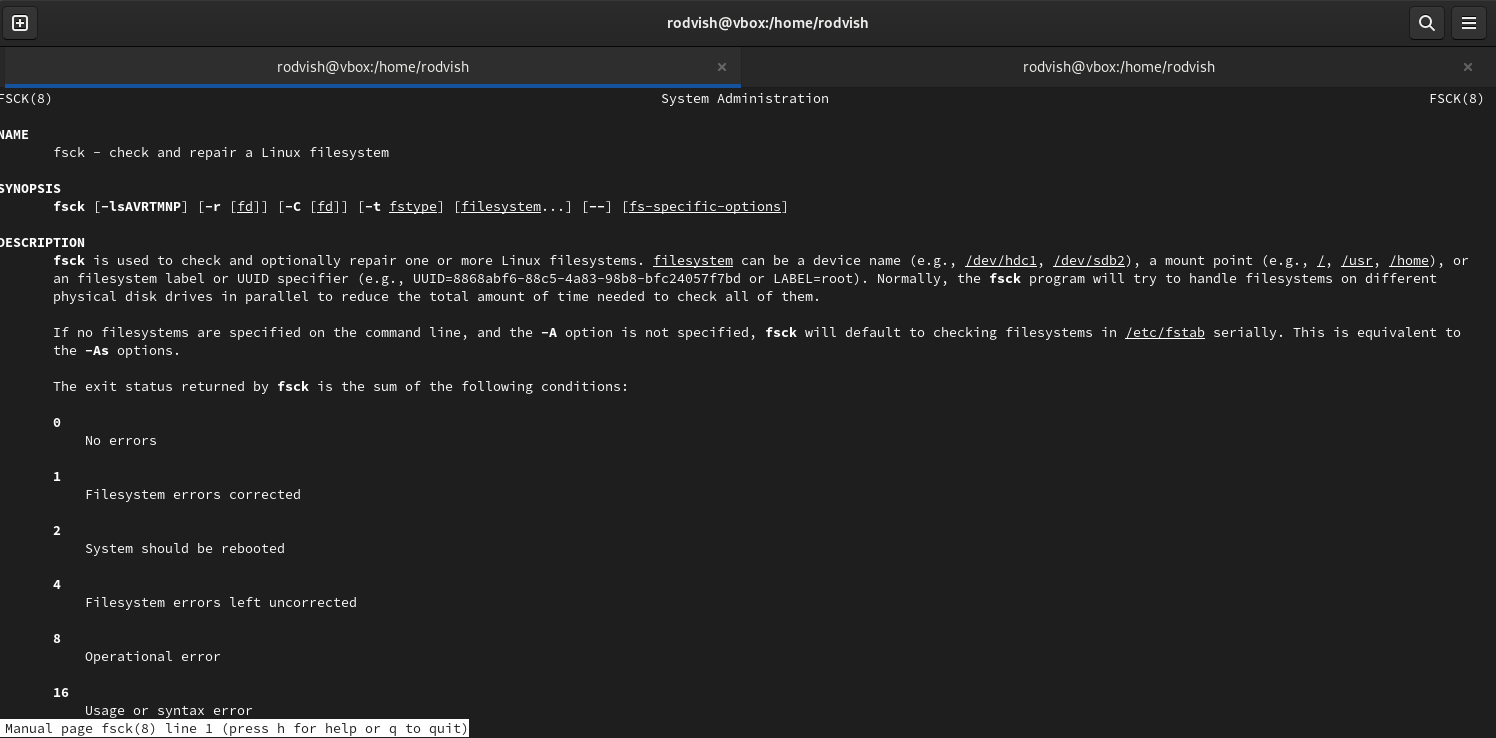 rodvish@vbox:/home/rodvish
rodvish@vbox:/home/rodvish × rodvish@vbox:/home/rodvish ×
FSCK(8) System Administration FSCK(8)
NAME
fsck - check and repair a Linux filesystem
SYNOPSIS
fsck [-lsAVRTMNP] [-r [fd]] [-C [fd]] [-t fstype] [filesystem...] [--] [fs-specific-options]
DESCRIPTION
fsck is used to check and optionally repair one or more Linux filesystems. filesystem can be a device name (e.g., /dev/hdc1, /dev/sdb2), a mount point (e.g., /, /usr, /home), or
an filesystem label or UUID specifier (e.g., UUID=8868abf6-88c5-4a83-98b8-bfc24057f7bd or LABEL=root). Normally, the fsck program will try to handle filesystems on different
physical disk drives in parallel to reduce the total amount of time needed to check all of them.
If no filesystems are specified on the command line, and the -A option is not specified, fsck will default to checking filesystems in /etc/fstab serially. This is equivalent to
the -As options.
The exit status returned by fsck is the sum of the following conditions:
0
No errors
1
Filesystem errors corrected
2
System should be rebooted
4
Filesystem errors left uncorrected
8
Operational error
16
Usage or syntax error
Manual page fsck(8) line 1 (press h for help or q to quit)